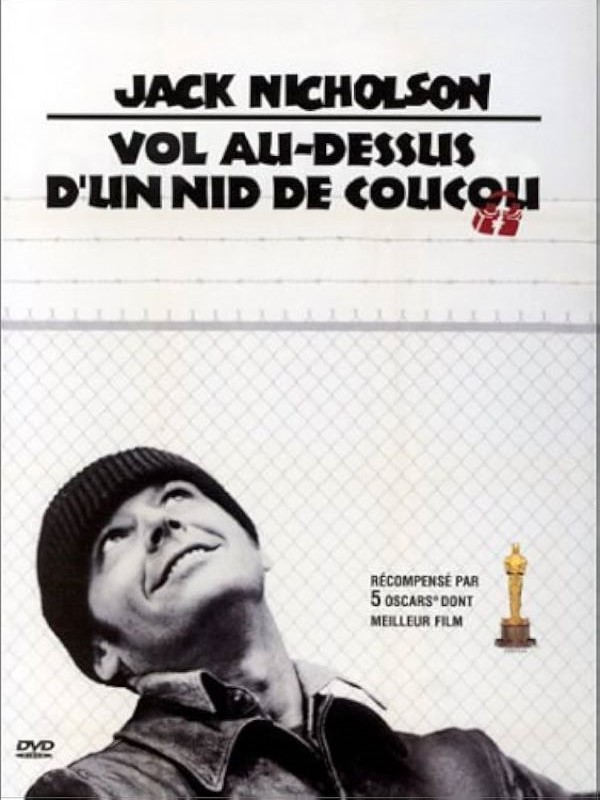 JACK NICHOLSON
VOL AU-DESSUS
D'UN NID DE COUCOU
RÉCOMPENSÉ PAR
5 OSCARS® DONT
MEILLEUR FILM
DVD